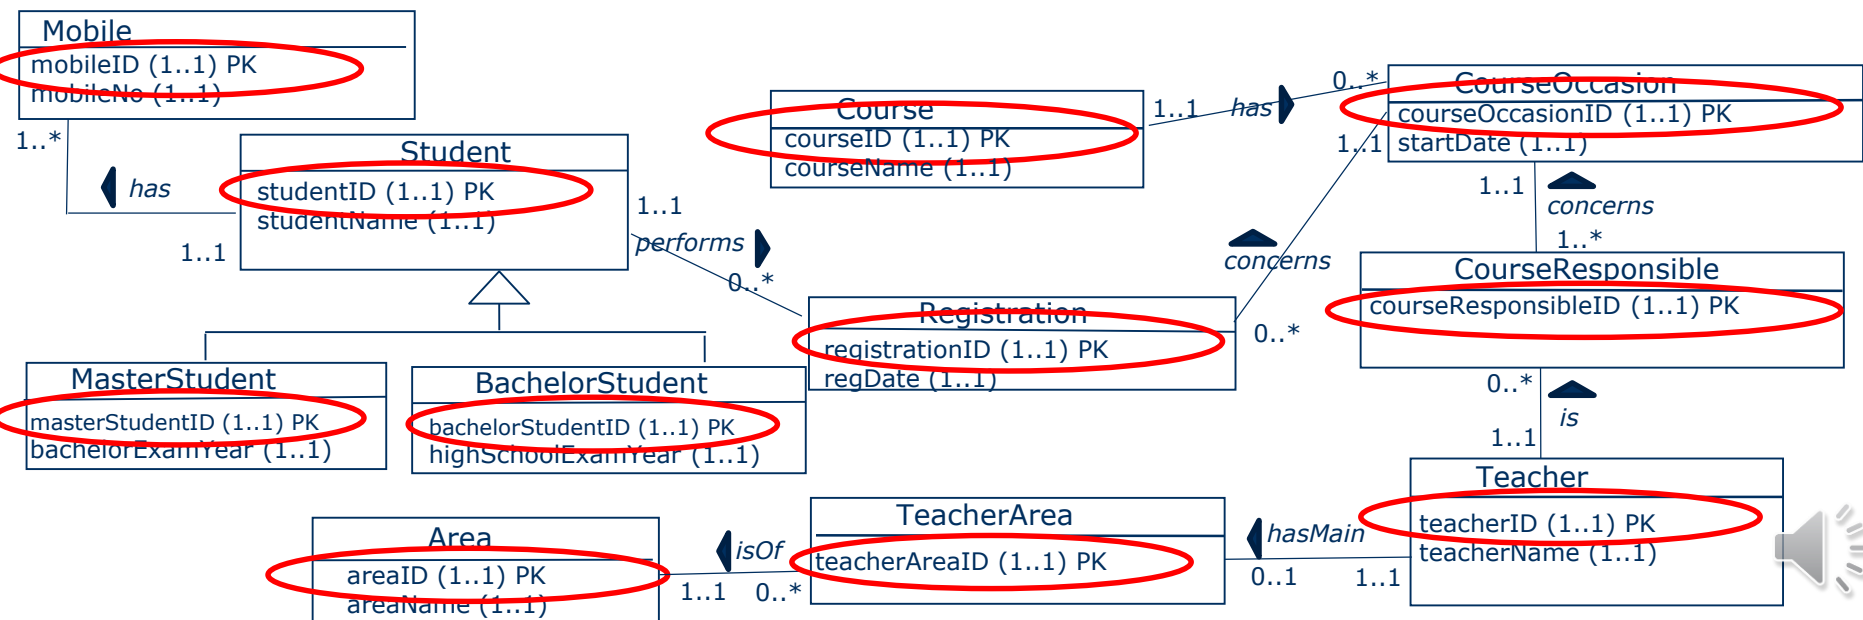 Mobile
mobileID (1..1) PK
mobileNo (1..1)
1..*
has
1..1
Student
studentID (1..1) PK
studentName (1..1)
1..1
performs
0..*
Course
courseID (1..1) PK
courseName (1..1)
1..1
has
0..*
CourseOccasion
courseOccasionID (1..1) PK
startDate (1..1)
1..1
concerns
0..*
1..1
concerns
1..*
Registration
registrationID (1..1) PK
regDate (1..1)
CourseResponsible
courseResponsibleID (1..1) PK
0..*
is
1..1
MasterStudent
masterStudentID (1..1) PK
bachelorExamYear (1..1)
BachelorStudent
bachelorStudentID (1..1) PK
highSchoolExamYear (1..1)
Area
areaID (1..1) PK
areaName (1..1)
isOf
1..1
0..*
TeacherArea
teacherAreaID (1..1) PK
hasMain
0..1
1..1
Teacher
teacherID (1..1) PK
teacherName (1..1)